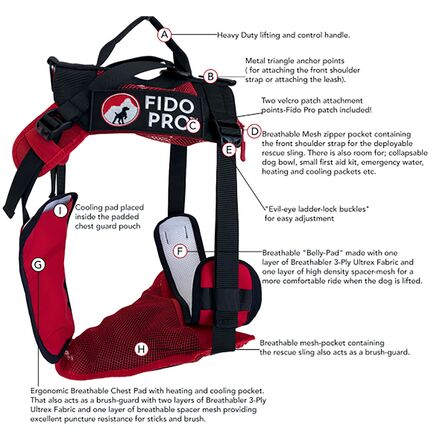 A
Heavy Duty lifting and control handle.
B
Metal triangle anchor points
( for attaching the front shoulder
strap or attaching the leash).
FIDO
PRO
C
Two velcro patch attachment
points-Fido Pro patch included!
D
Breathable Mesh zipper pocket containing
the front shoulder strap for the deployable
rescue sling. There is also room for; collapsable
dog bowl, small first aid kit, emergency water,
heating and cooling packets etc.
E
"Evil-eye ladder-lock buckles"
for easy adjustment
I
Cooling pad placed
inside the padded
chest guard pouch
F
Breathable "Belly-Pad" made with one
layer of Breathabler 3-Ply Ultrex Fabric and
one layer of high density spacer-mesh for a
more comfortable ride when the dog is lifted.
G
H
Breathable mesh-pocket containing
the rescue sling also acts as a brush-guard.
Ergonomic Breathable Chest Pad with heating and cooling pocket.
That also acts as a brush-guard with two layers of Breathabler 3-Ply
Ultrex Fabric and one layer of breathable spacer mesh providing
excellent puncture resistance for sticks and brush.